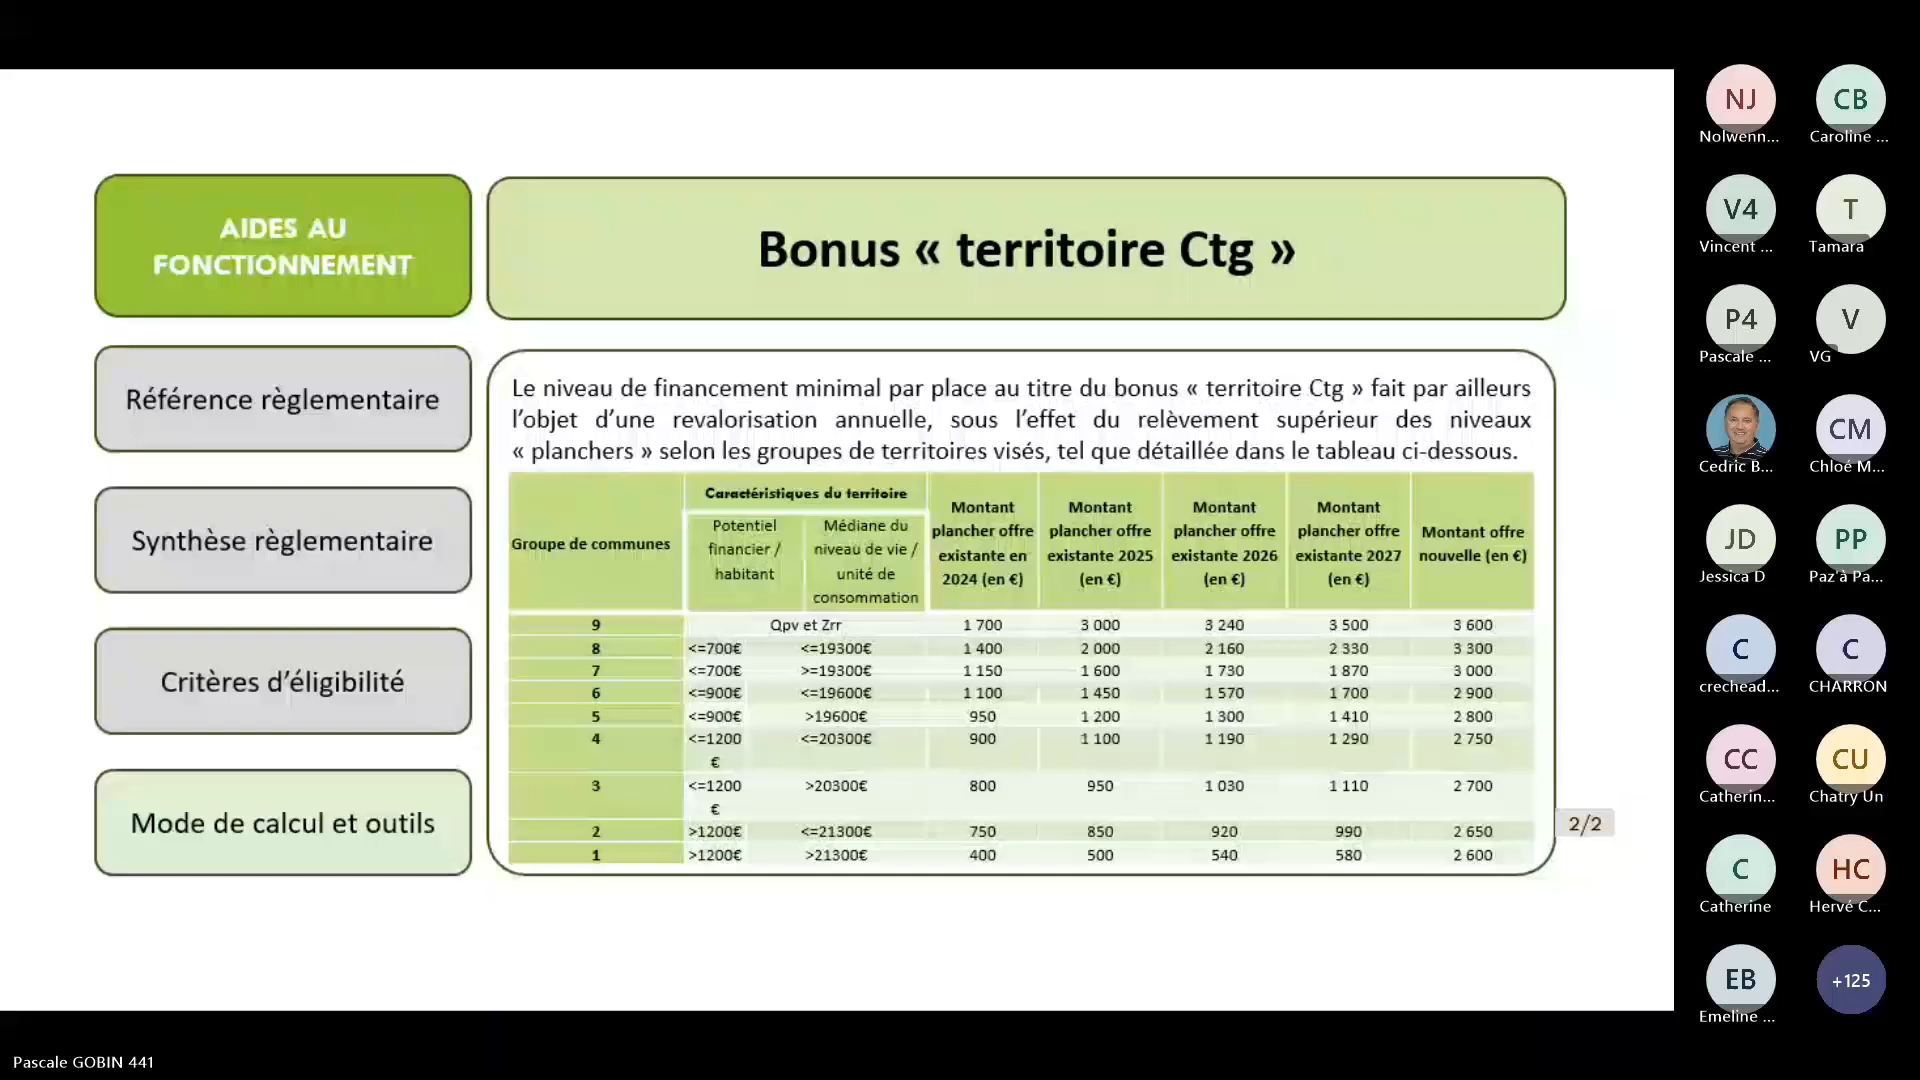 AIDES AU
FONCTIONNEMENT
Bonus « territoire Ctg »
Référence règlementaire
Synthèse règlementaire
Critères d’éligibilité
Mode de calcul et outils
Le niveau de financement minimal par place au titre du bonus « territoire Ctg » fait par ailleurs
l’objet d’une revalorisation annuelle, sous l’effet du relèvement supérieur des niveaux
« planchers » selon les groupes de territoires visés, tel que détaillée dans le tableau ci-dessous.
Groupe de communes
Caractéristiques du territoire
Potentiel
financier /
habitant
Médiane du
niveau de vie /
unité de
consommation
Montant
plancher offre
existante en
2024 (en €)
Montant
plancher offre
existante 2025
(en €)
Montant
plancher offre
existante 2026
(en €)
Montant
plancher offre
existante 2027
(en €)
Montant offre
nouvelle (en €)
9 Qpv et Zrr 1 700 3 000 3 240 3 500 3 600
8 <=700€ <=19300€ 1 400 2 000 2 160 2 330 3 300
7 <=700€ >=19300€ 1 150 1 600 1 730 1 870 3 000
6 <=900€ <=19600€ 1 100 1 450 1 570 1 700 2 900
5 <=900€ >19600€ 950 1 200 1 300 1 410 2 800
4 <=1200 <=20300€ 900 1 100 1 190 1 290 2 750
€
3 <=1200 >20300€ 800 950 1 030 1 110 2 700
€
2 >1200€ <=21300€ 750 850 920 990 2 650
1 >1200€ >21300€ 400 500 540 580 2 600
2/2
NJ CB
Nolwenn... Caroline ...
V4 T
Vincent ... Tamara
P4 V
Pascale ... VG
CM
Cedric B... Chloé M...
JD PP
Jessica D Paz'à Pa...
C C
crechead... CHARRON
CC CU
Catherin... Chatry Un
C HC
Catherine Hervé C...
EB +125
Emeline ...
Pascale GOBIN 441